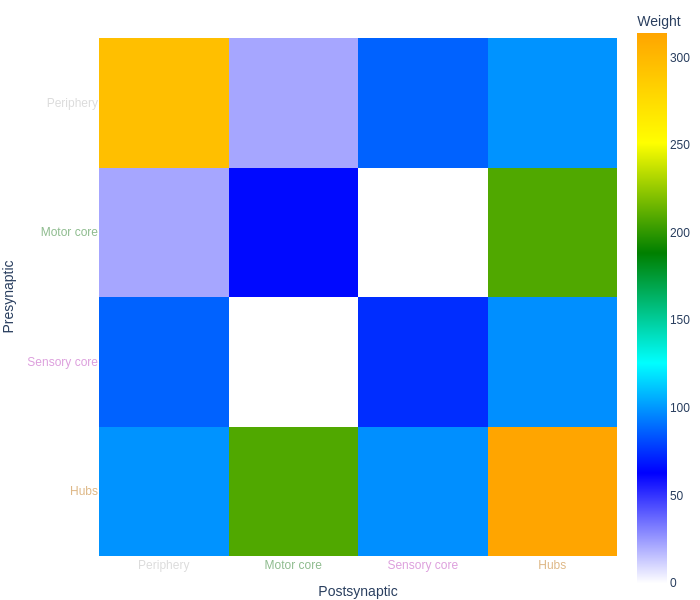 Weight
300
250
200
150
100
50
0
Periphery
Motor core
Sensory core
Hubs
Presynaptic
Periphery Motor core Sensory core Hubs
Postsynaptic